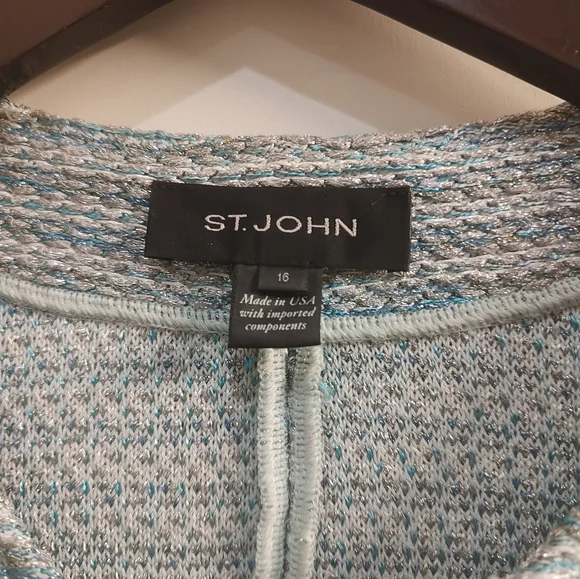 ST. JOHN
16
Made in USA
with imported
components